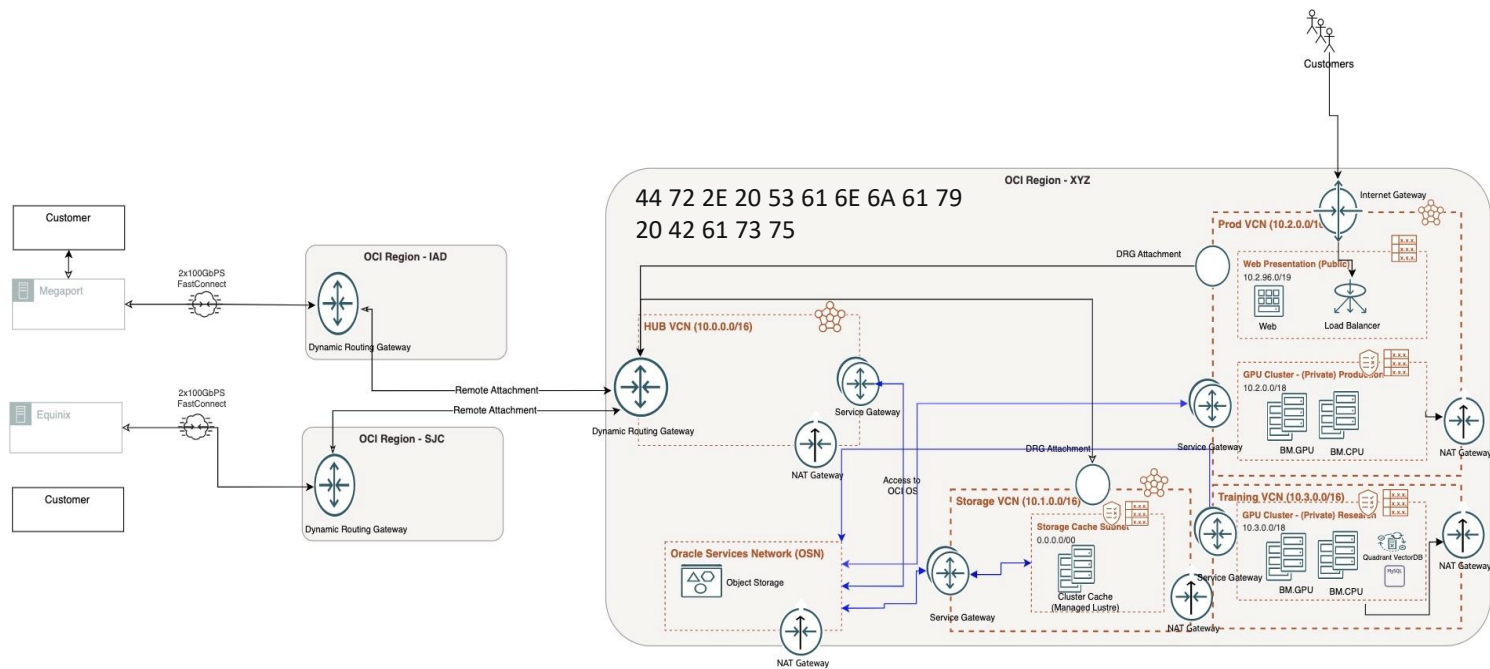 Customers
OCI Region - XYZ
44 72 2E 20 53 61 6E 6A 61 79
20 42 61 73 75
Internet Gateway
Customer
Prod VCN (10.2.0.0/1
OCI Region - IAD
DRG Attachment
2x100GbPS
FastConnect
Web Presentation (Public)
10.2.96.0/19
Megaport
HUB VCN (10.0.0.0/16)
Web
Load Balancer
Dynamic Routing Gateway
GPU Cluster - (Private) Production
10.2.0.0/18
Remote Attachment
2x100GbPS
FastConnect
Remote Attachment
Equinix
Service Gateway
Dynamic Routing Gateway
OCI Region - SJC
Service Gateway
BM.GPU
BM.CPU
NAT Gateway
DRG Attachment
NAT Gateway
Access to
OCI OS
Customer
Storage VCN (10.1.0.0/16)
Training VCN (10.3.0.0/16)
GPU Cluster - (Private) Research
10.3.0.0/18
Dynamic Routing Gateway
Storage Cache Subnet
0.0.0.0/00
Oracle Services Network (OSN)
Quadrant VectorDB
MySQL
NAT Gateway
Object Storage
Service Gateway
BM.GPU
BM.CPU
Cluster Cache
(Managed Lustre)
Service Gateway
NAT Gateway
NAT Gateway